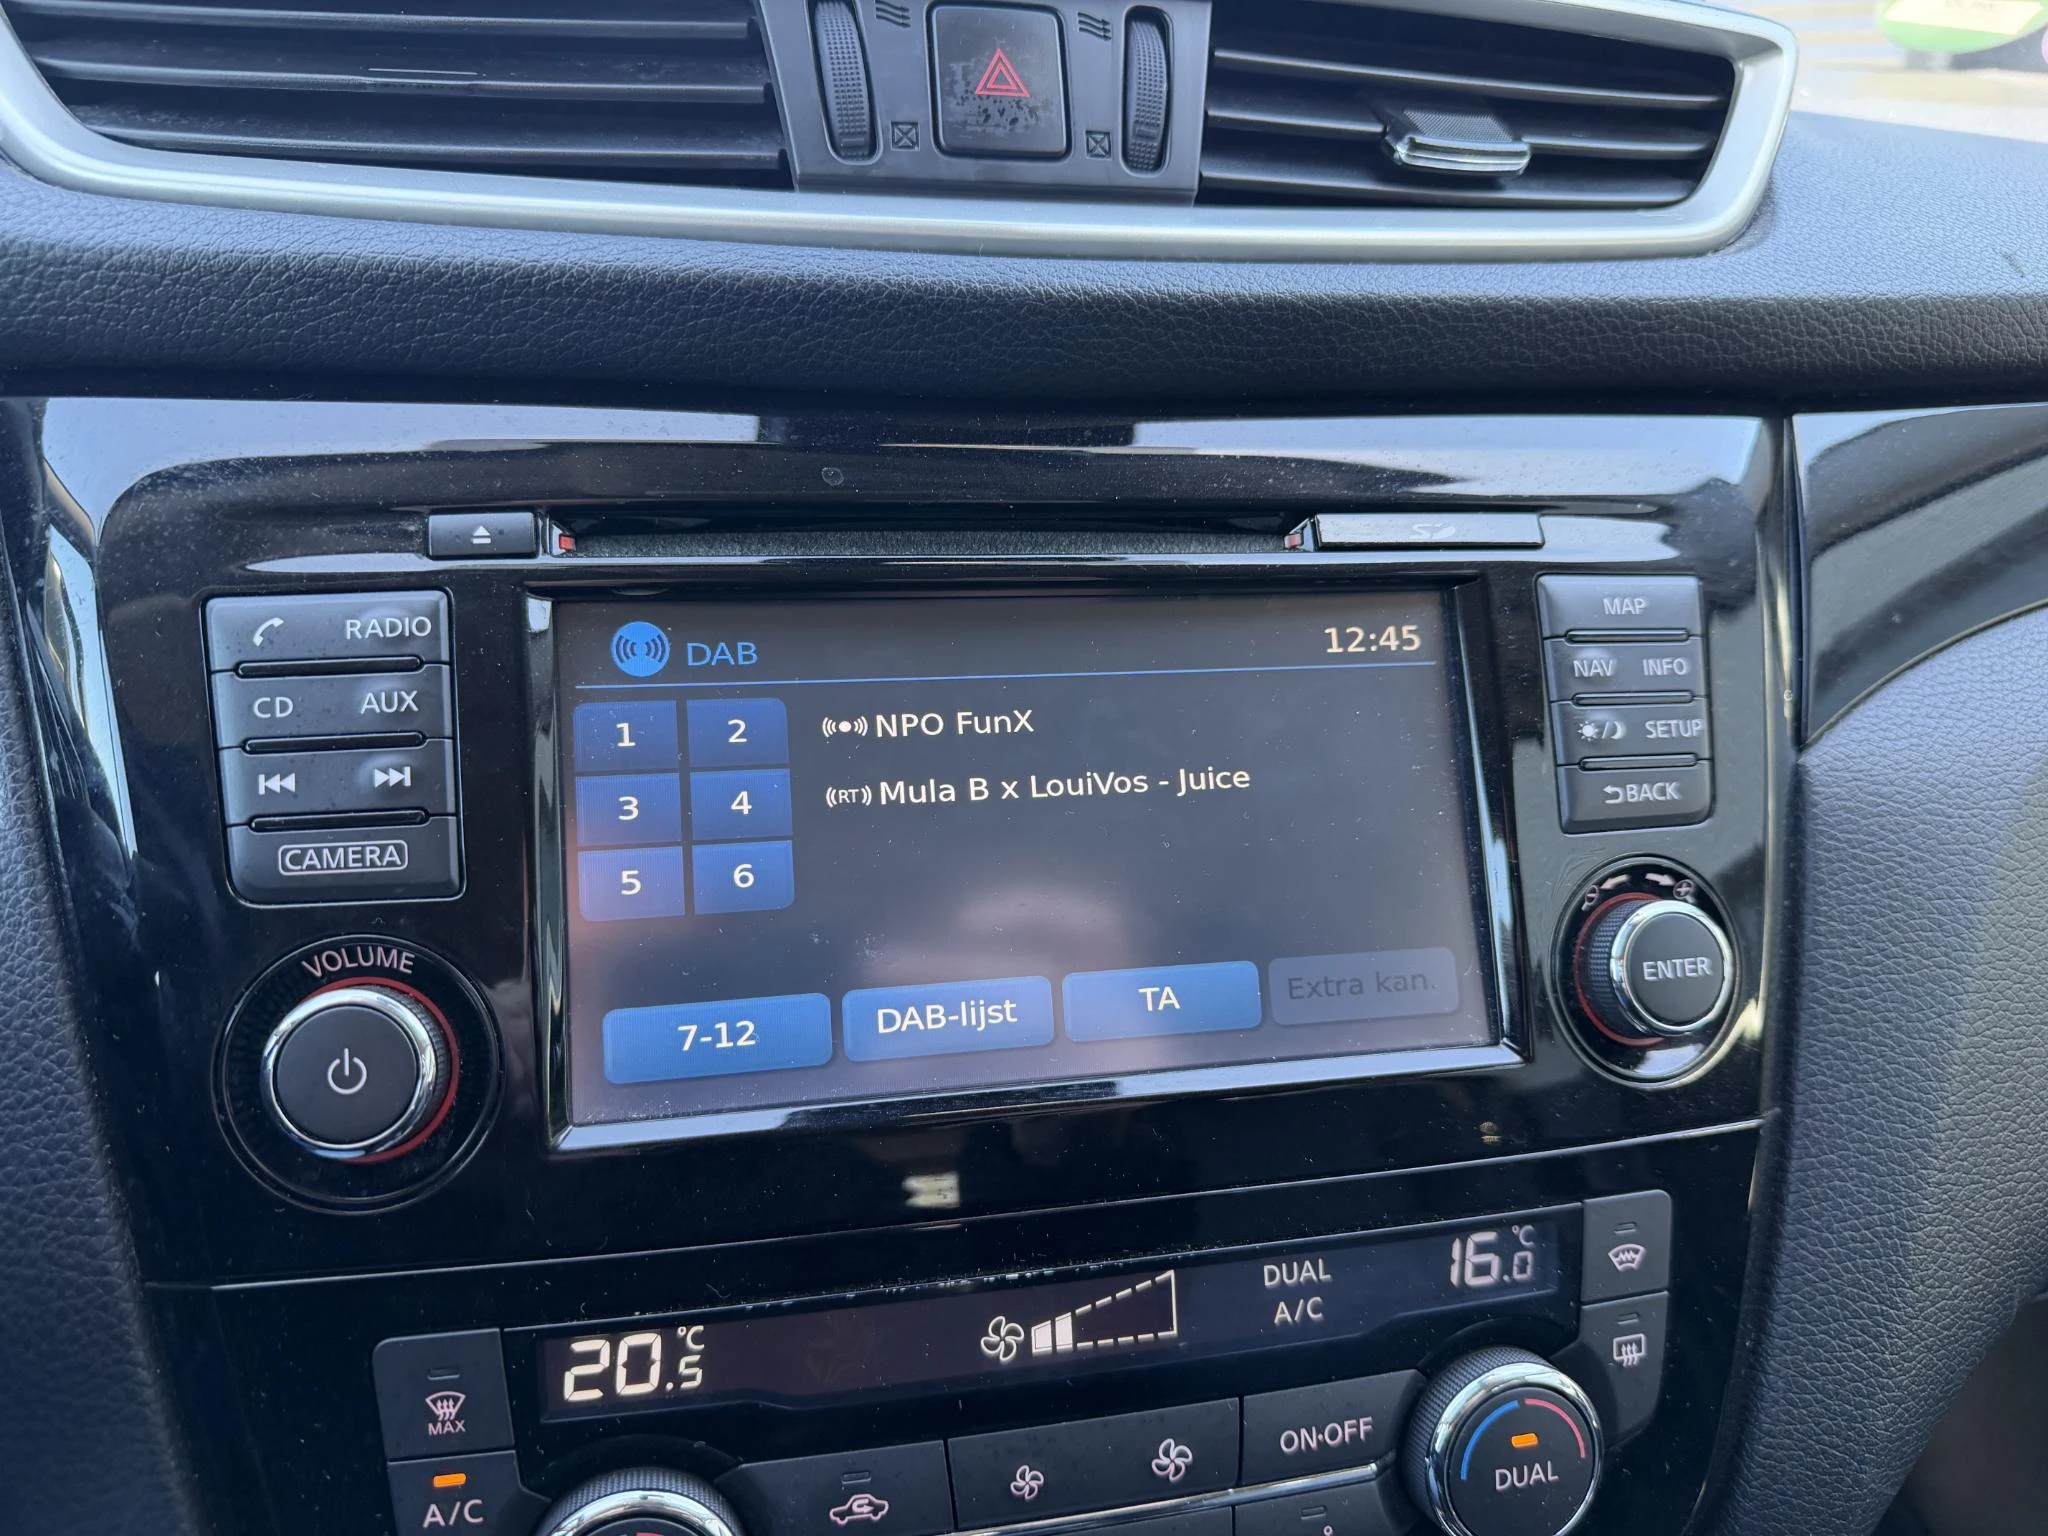 SD
RADIO
CD AUX
CAMERA
VOLUME
DAB 12:45
1 2
3 4
5 6
NPO FunX
RT Mula B x LouiVos - Juice
7-12 DAB-lijst TA Extra kan.
MAP
NAV INFO
SETUP
BACK
ENTER
20.5 °C
DUAL
A/C
16.0 °C
MAX
A/C
ON·OFF
DUAL